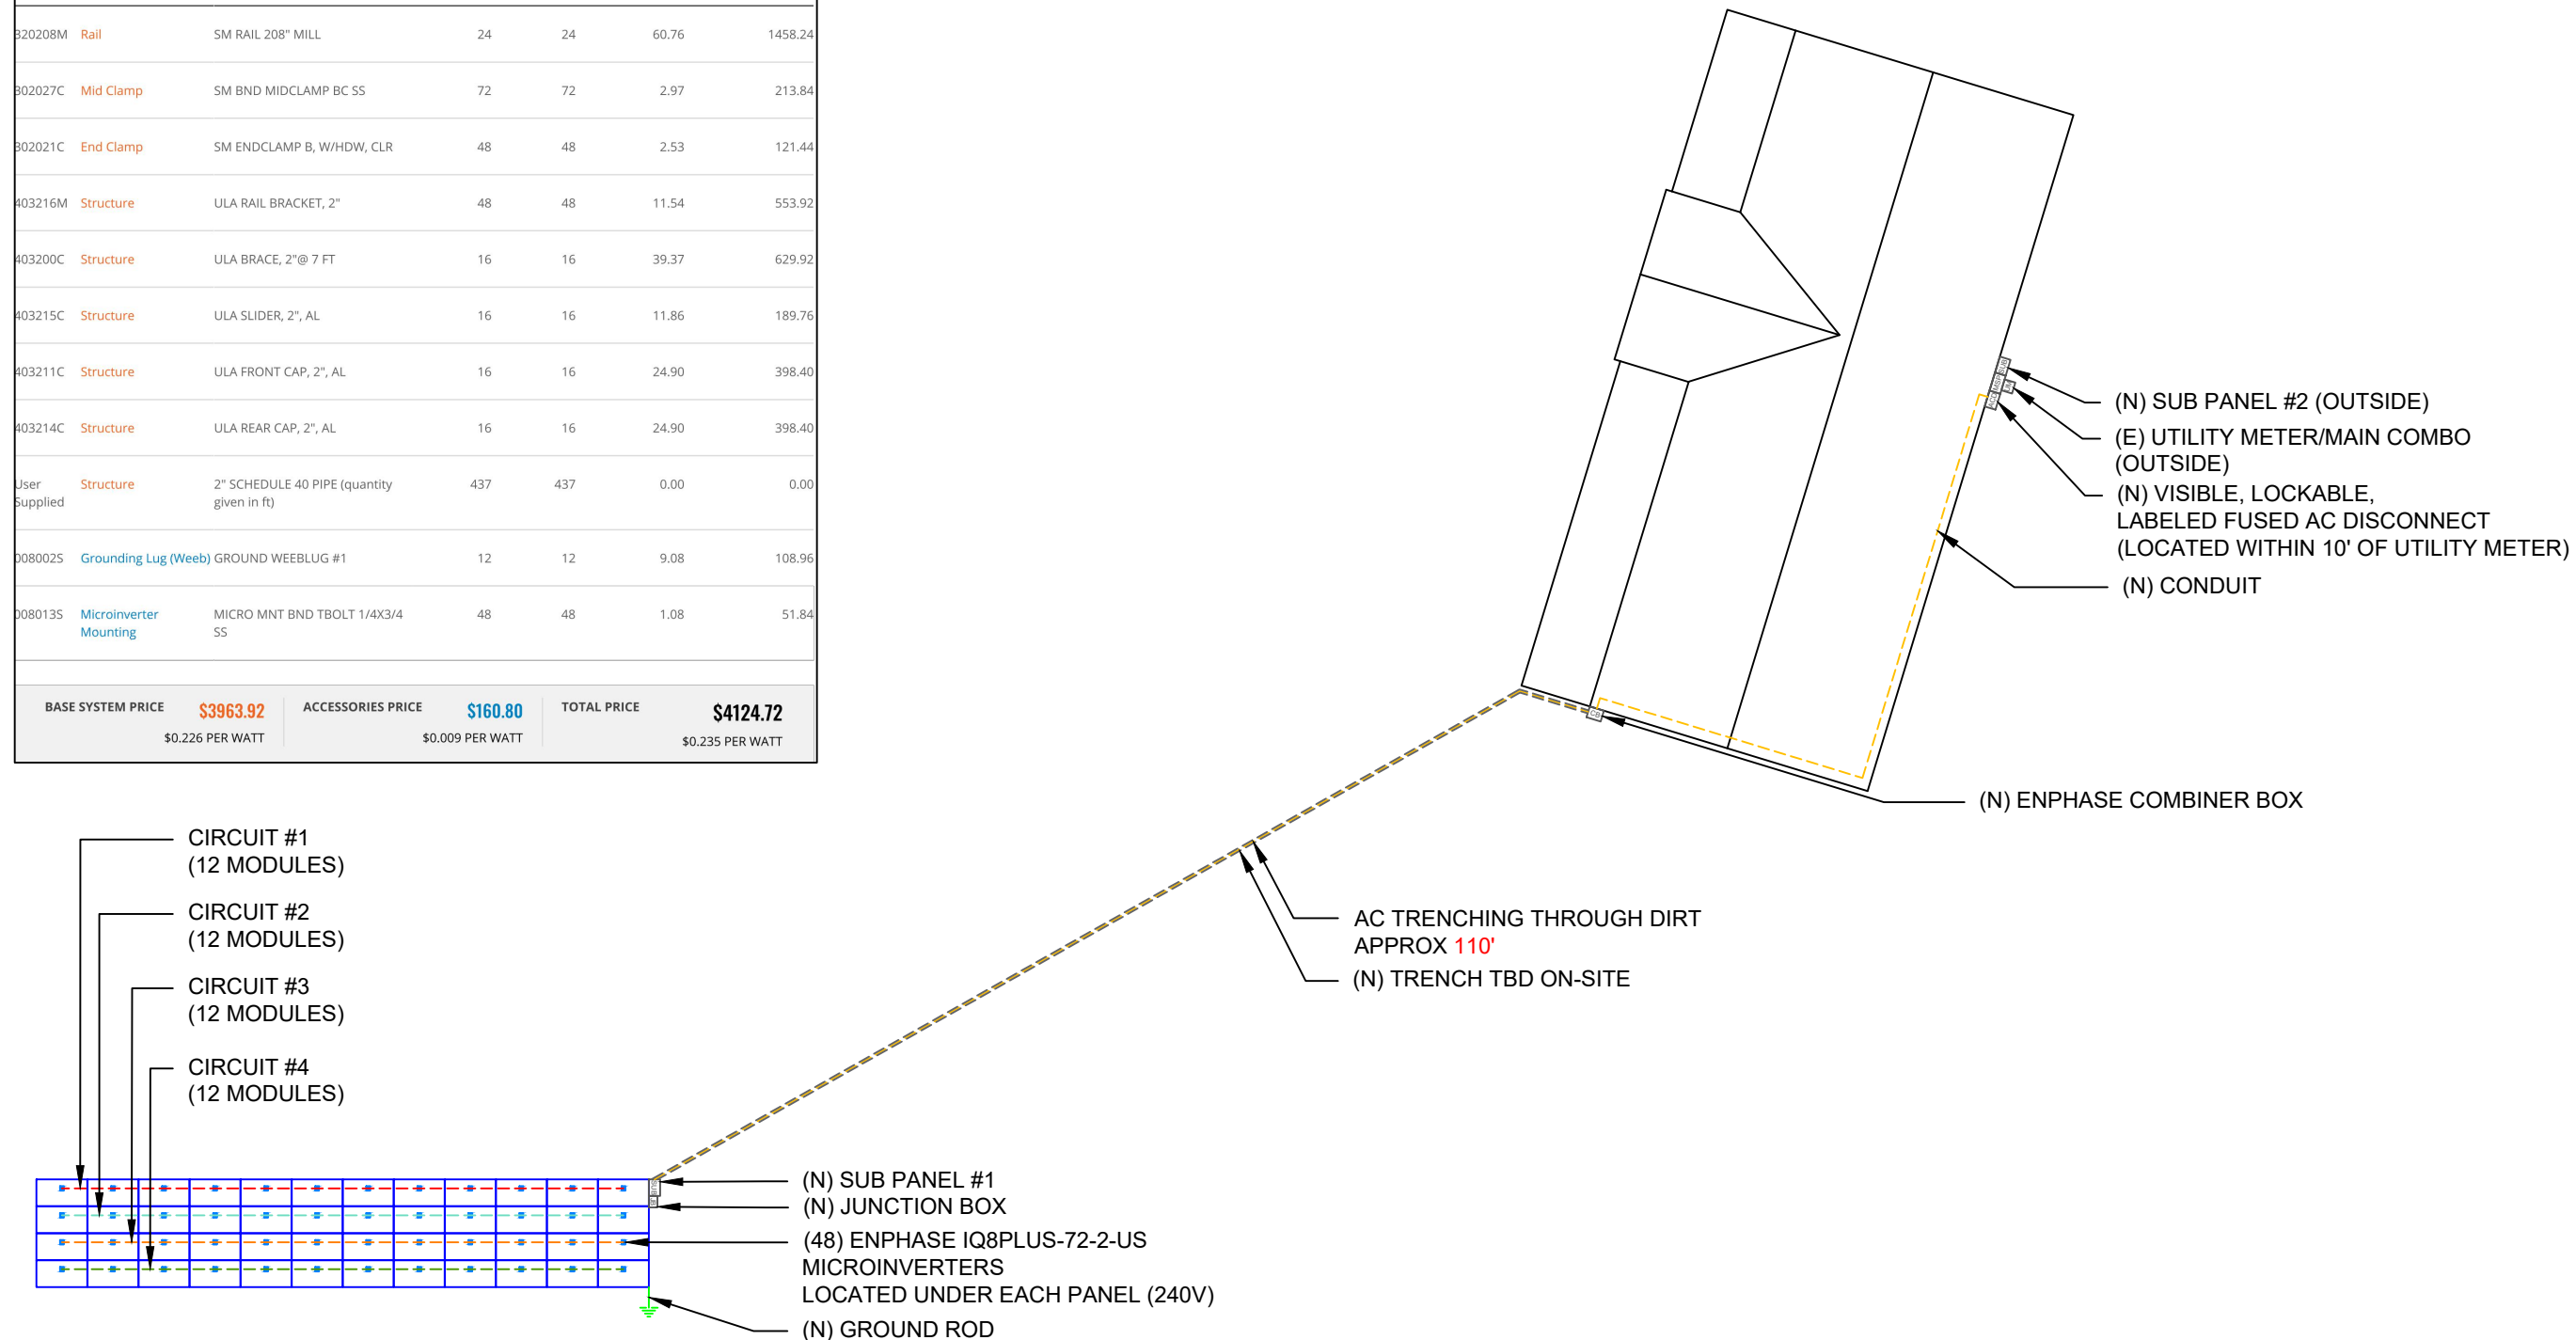 320208M Rail SM RAIL 208" MILL 24 24 60.76 1458.24
302027C Mid Clamp SM BND MIDCLAMP BC SS 72 72 2.97 213.84
302021C End Clamp SM ENDCLAMP B, W/HDW, CLR 48 48 2.53 121.44
403216M Structure ULA RAIL BRACKET, 2" 48 48 11.54 553.92
403200C Structure ULA BRACE, 2"@ 7 FT 16 16 39.37 629.92
403215C Structure ULA SLIDER, 2", AL 16 16 11.86 189.76
403211C Structure ULA FRONT CAP, 2", AL 16 16 24.90 398.40
403214C Structure ULA REAR CAP, 2", AL 16 16 24.90 398.40
User Structure 2" SCHEDULE 40 PIPE (quantity 437 437 0.00 0.00
Supplied given in ft)
008002S Grounding Lug (Weeb) GROUND WEEBLUG #1 12 12 9.08 108.96
008013S Microinverter MICRO MNT BND TBOLT 1/4X3/4 48 48 1.08 51.84
Mounting SS
BASE SYSTEM PRICE $3963.92 ACCESSORIES PRICE $160.80 TOTAL PRICE $4124.72
$0.226 PER WATT $0.009 PER WATT $0.235 PER WATT
SUB
MSP
UM
ACD
(N) SUB PANEL #2 (OUTSIDE)
(E) UTILITY METER/MAIN COMBO
(OUTSIDE)
(N) VISIBLE, LOCKABLE,
LABELED FUSED AC DISCONNECT
(LOCATED WITHIN 10' OF UTILITY METER)
(N) CONDUIT
CB
(N) ENPHASE COMBINER BOX
AC TRENCHING THROUGH DIRT
APPROX 110'
(N) TRENCH TBD ON-SITE
CIRCUIT #1
(12 MODULES)
CIRCUIT #2
(12 MODULES)
CIRCUIT #3
(12 MODULES)
CIRCUIT #4
(12 MODULES)
SUB
JB
(N) SUB PANEL #1
(N) JUNCTION BOX
(48) ENPHASE IQ8PLUS-72-2-US
MICROINVERTERS
LOCATED UNDER EACH PANEL (240V)
(N) GROUND ROD